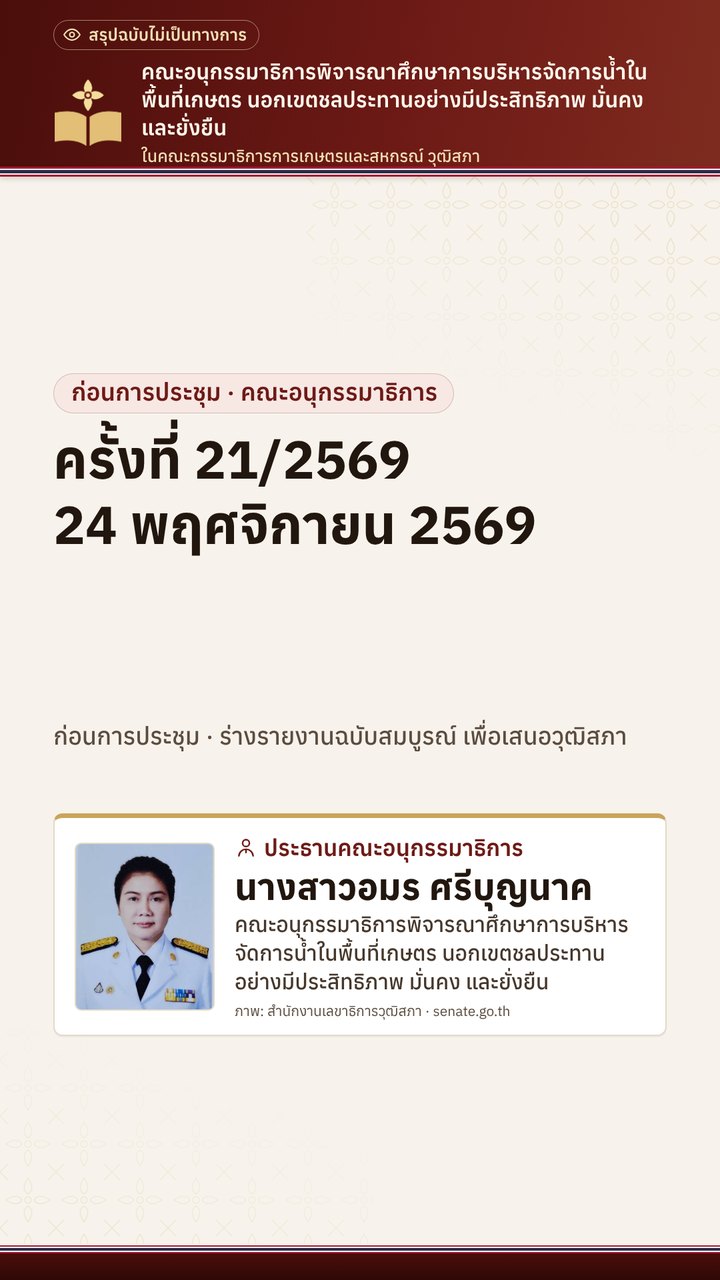 สรุปฉบับไม่เป็นทางการ
คณะอนุกรรมาธิการพิจารณาศึกษาการบริหารจัดการน้ำใน
พื้นที่เกษตร นอกเขตชลประทานอย่างมีประสิทธิภาพ มั่นคง
และยั่งยืน
ในคณะกรรมาธิการการเกษตรและสหกรณ์ วุฒิสภา
ก่อนการประชุม · คณะอนุกรรมาธิการ
ครั้งที่ 21/2569
24 พฤศจิกายน 2569
ก่อนการประชุม · ร่างรายงานฉบับสมบูรณ์ เพื่อเสนอวุฒิสภา
ประธานคณะอนุกรรมาธิการ
นางสาวอมร ศรีบุญนาค
คณะอนุกรรมาธิการพิจารณาศึกษาการบริหาร
จัดการน้ำในพื้นที่เกษตร นอกเขตชลประทาน
อย่างมีประสิทธิภาพ มั่นคง และยั่งยืน
ภาพ: สำนักงานเลขาธิการวุฒิสภา · senate.go.th